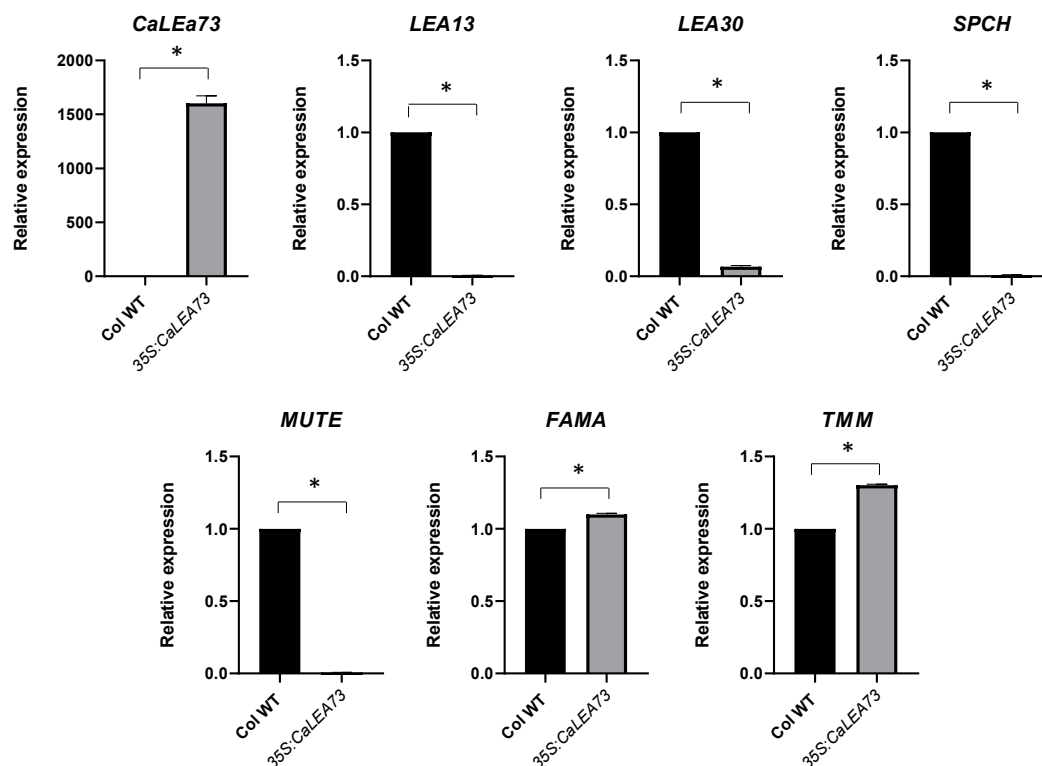 CaLEa73
LEA13
LEA30
SPCH
Relative expression
2000
1500
1000
500
0
*
Col WT
35S:CaLEA73
Relative expression
1.5
1.0
0.5
0.0
*
Col WT
35S:CaLEA73
Relative expression
1.5
1.0
0.5
0.0
*
Col WT
35S:CaLEA73
Relative expression
1.5
1.0
0.5
0.0
*
Col WT
35S:CaLEA73
MUTE
FAMA
TMM
Relative expression
1.5
1.0
0.5
0.0
*
Col WT
35S:CaLEA73
Relative expression
1.5
1.0
0.5
0.0
*
Col WT
35S:CaLEA73
Relative expression
1.5
1.0
0.5
0.0
*
Col WT
35S:CaLEA73